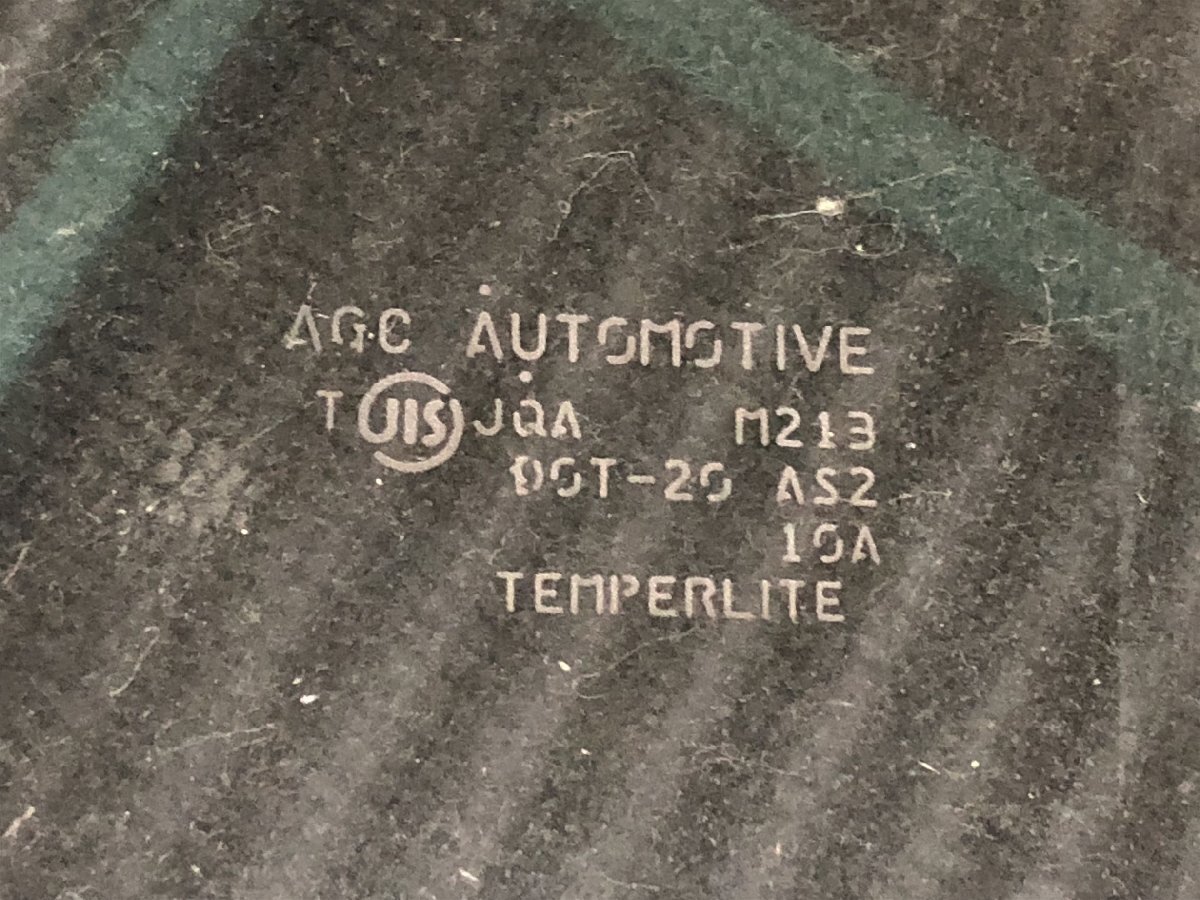 AGC AUTOMOTIVE
T JIS JQA M213
DOT-20 AS2
10A
TEMPERLITE